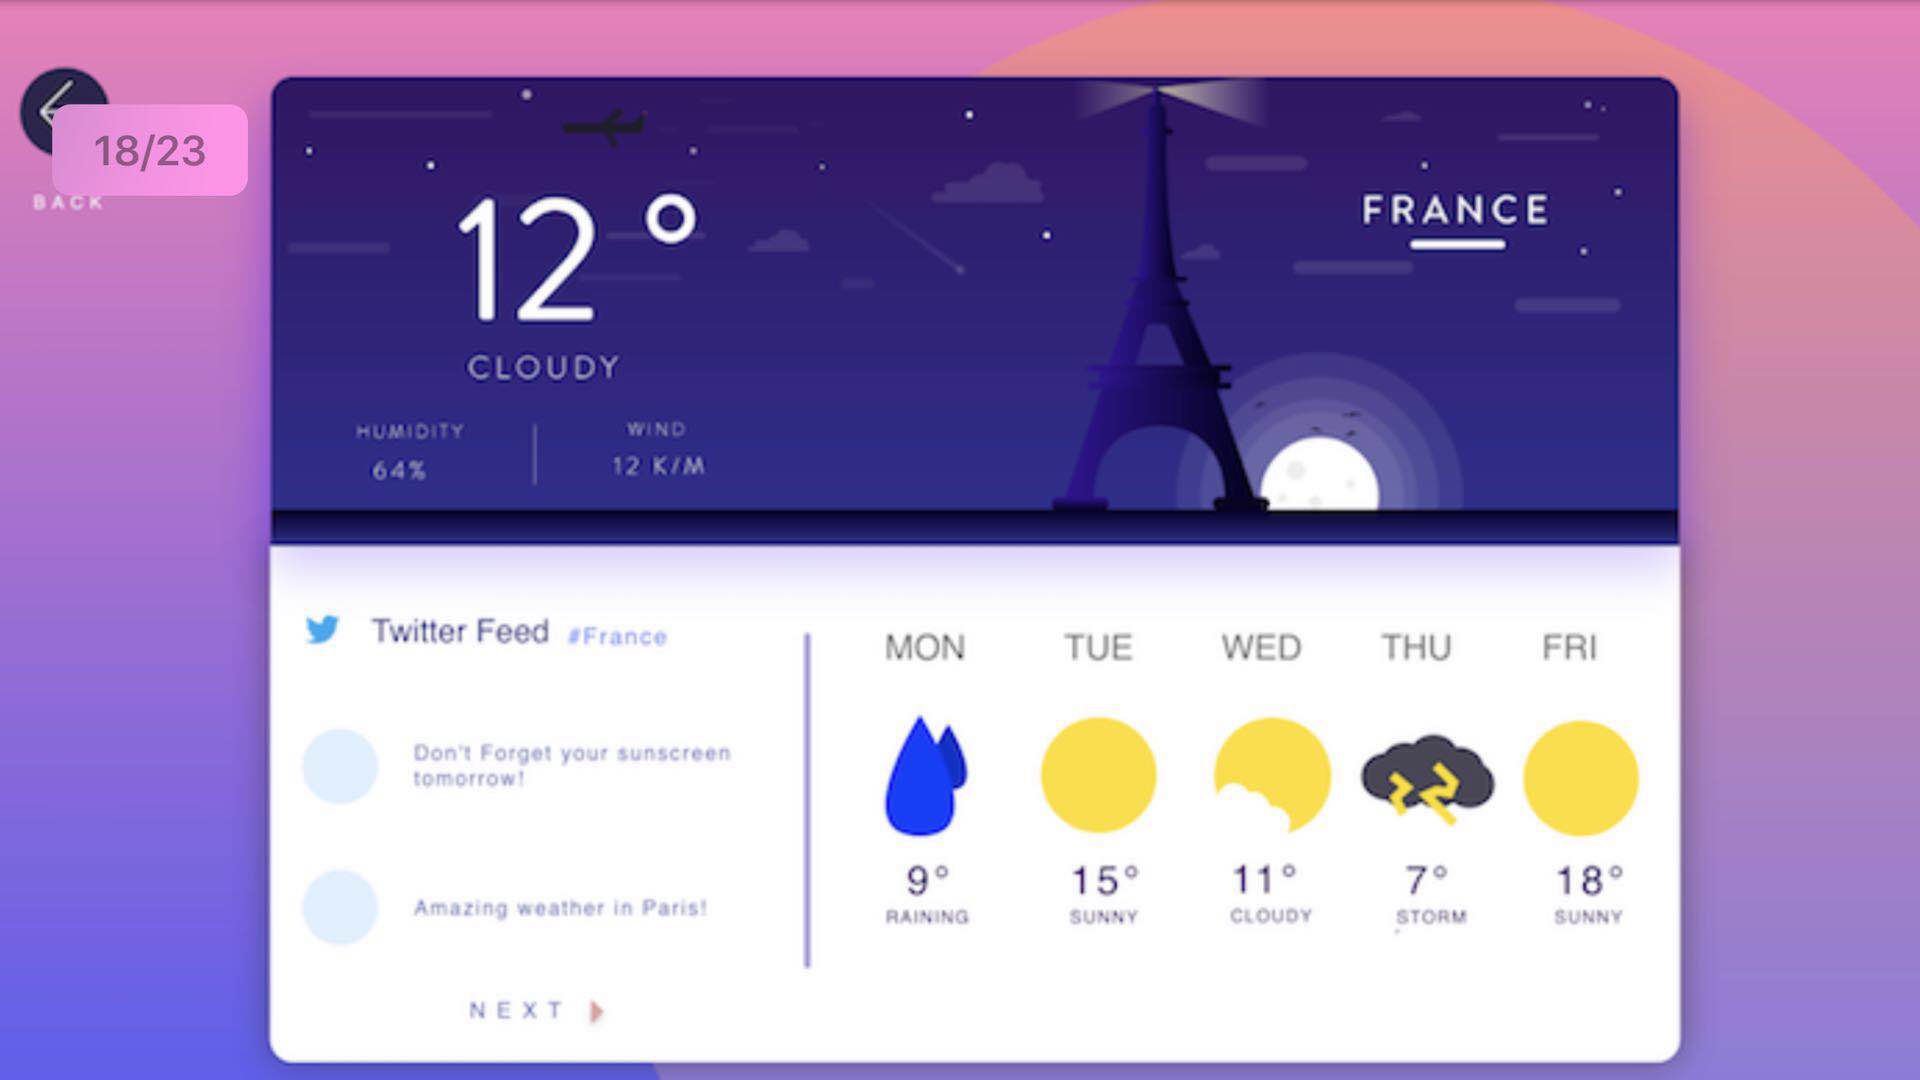 18/23
BACK
12°
CLOUDY
HUMIDITY
64%
WIND
12 K/M
FRANCE
Twitter Feed #France
Don't Forget your sunscreen
tomorrow!
Amazing weather in Paris!
NEXT
MON TUE WED THU FRI
9° 15° 11° 7° 18°
RAINING SUNNY CLOUDY STORM SUNNY